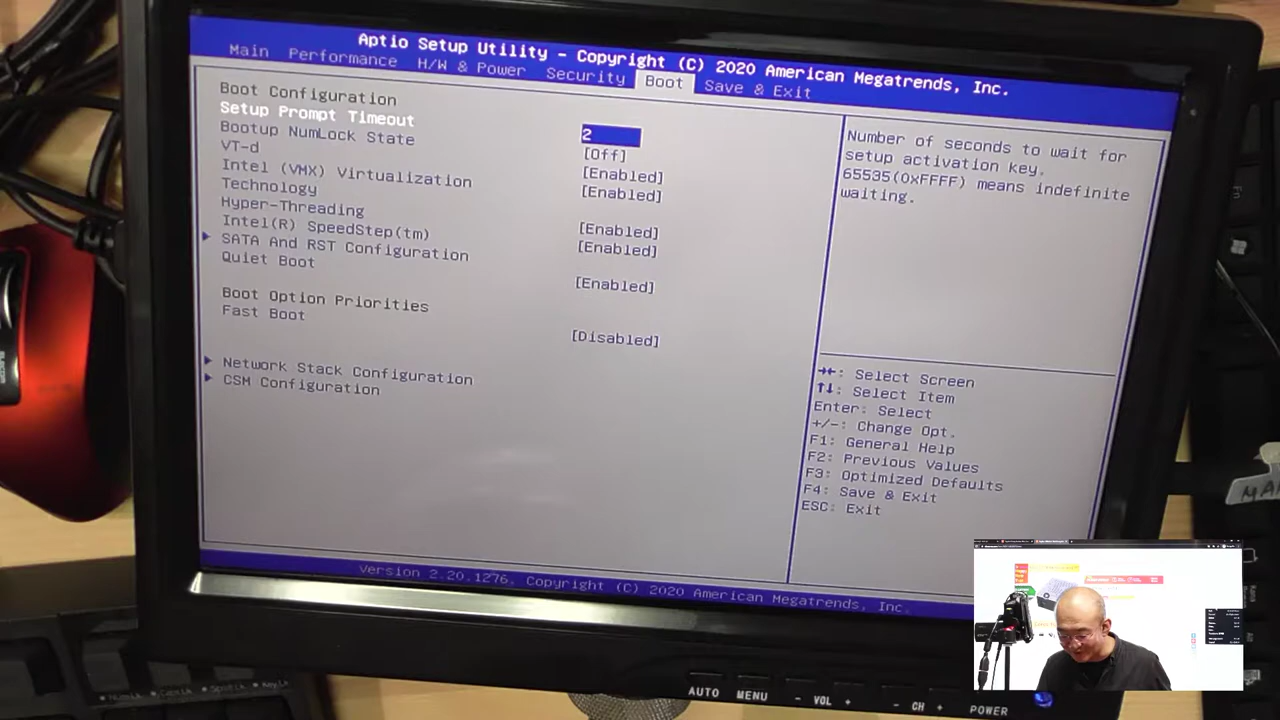 Aptio Setup Utility - Copyright (C) 2020 American Megatrends, Inc.
Main Performance H/W & Power Security Boot Save & Exit
Boot Configuration
Setup Prompt Timeout 2
Bootup NumLock State [Off]
VT-d [Enabled]
Intel (VMX) Virtualization [Enabled]
Technology
Hyper-Threading [Enabled]
Intel(R) SpeedStep(tm) [Enabled]
SATA And RST Configuration
Quiet Boot [Enabled]
Boot Option Priorities
Fast Boot [Disabled]
Network Stack Configuration
CSM Configuration
Number of seconds to wait for
setup activation key.
65535(0xFFFF) means indefinite
waiting.
→←: Select Screen
↑↓: Select Item
Enter: Select
+/-: Change Opt.
F1: General Help
F2: Previous Values
F3: Optimized Defaults
F4: Save & Exit
ESC: Exit
Version 2.20.1276. Copyright (C) 2020 American Megatrends, Inc.
AUTO MENU - VOL + - CH + POWER